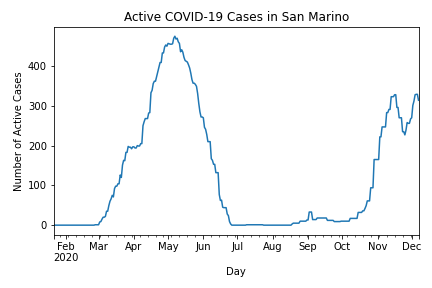 Active COVID-19 Cases in San Marino
Number of Active Cases
400
300
200
100
0
Feb Mar Apr May Jun Jul Aug Sep Oct Nov Dec
2020
Day